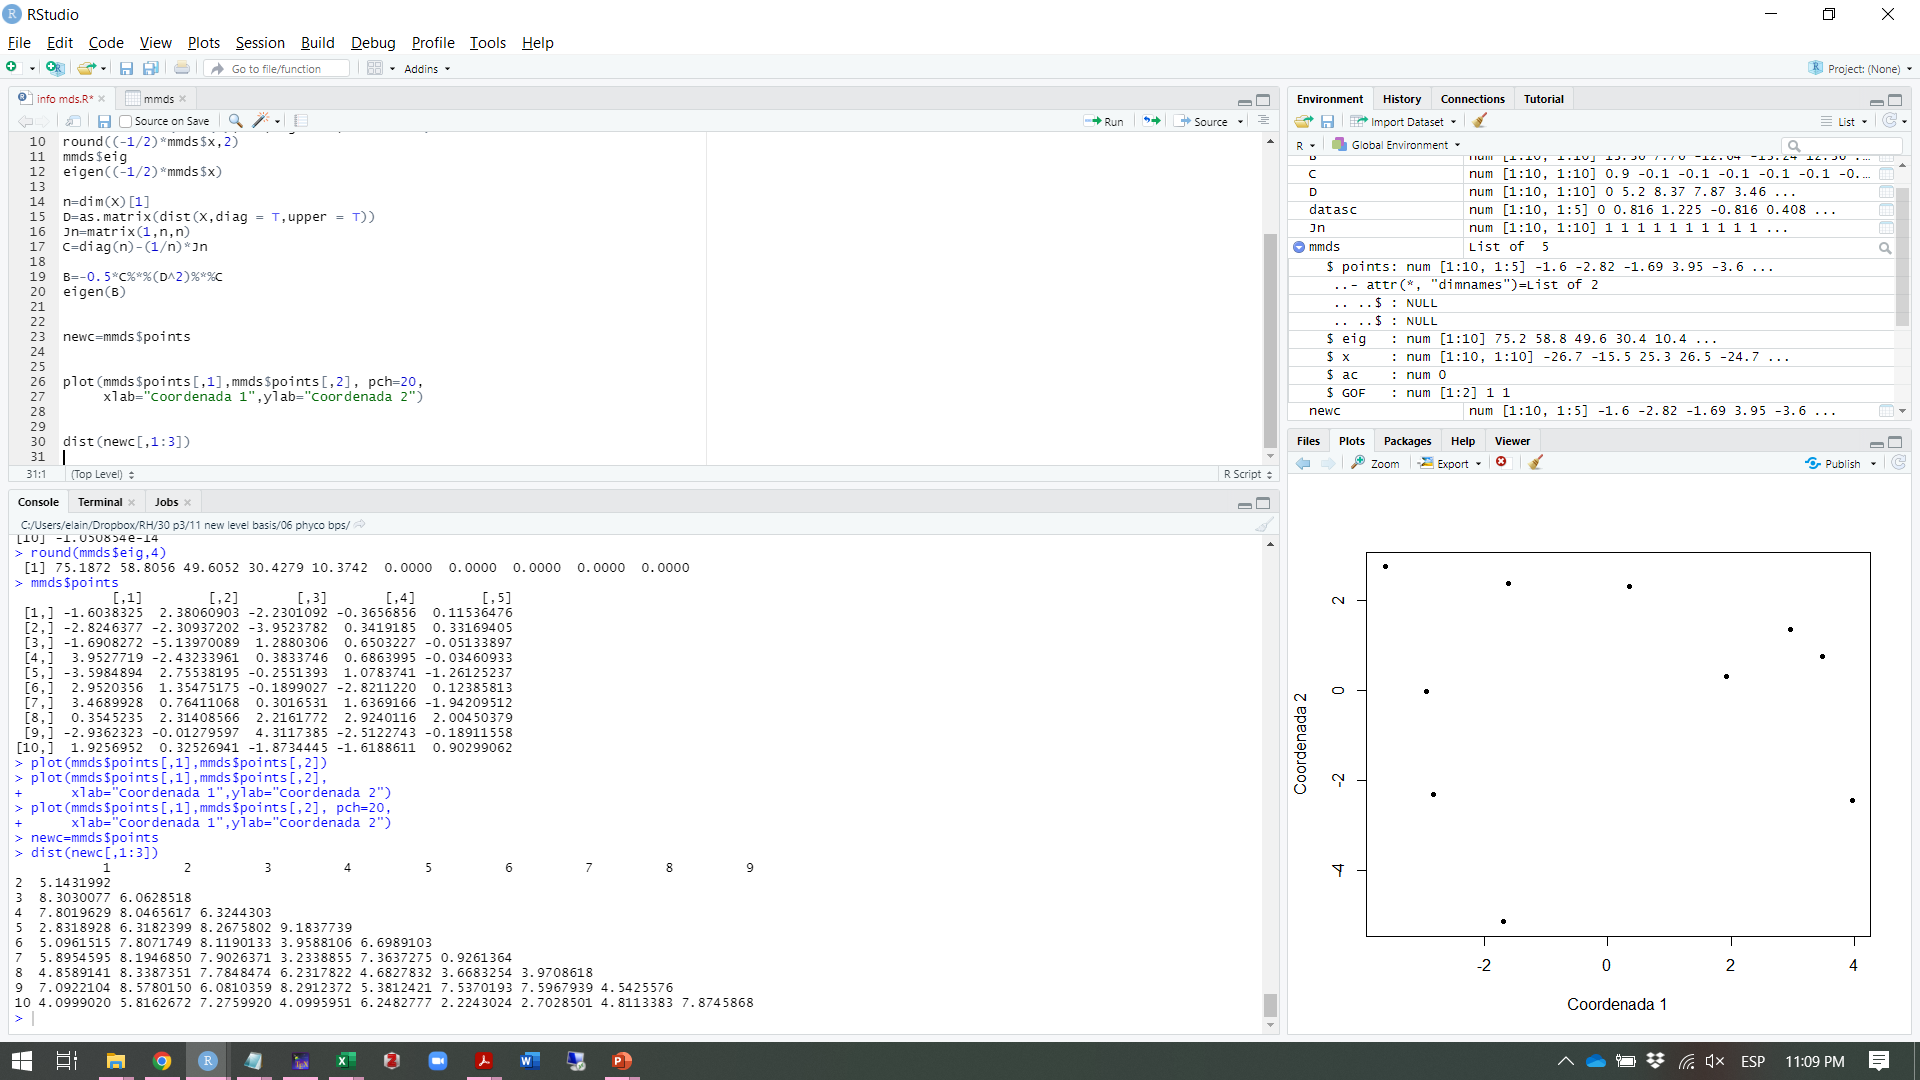 RStudio
File Edit Code View Plots Session Build Debug Profile Tools Help
Go to file/function Addins Project: (None)
info mds.R* mmds
Source on Save Run Source
10 round((-1/2)*mmds$x,2)
11 mmds$eig
12 eigen((-1/2)*mmds$x)
13
14 n=dim(X)[1]
15 D=as.matrix(dist(X,diag = T,upper = T))
16 Jn=matrix(1,n,n)
17 C=diag(n)-(1/n)*Jn
18
19 B=-0.5*C%*%(D^2)%*%C
20 eigen(B)
21
22
23 newc=mmds$points
24
25
26 plot(mmds$points[,1],mmds$points[,2], pch=20,
27 xlab="Coordenada 1",ylab="Coordenada 2")
28
29
30 dist(newc[,1:3])
31
31:1 (Top Level) R Script
Console Terminal Jobs
C:/Users/elain/Dropbox/RH/30 p3/11 new level basis/06 phyco bps/
[10] -1.050854e-14
> round(mmds$eig,4)
[1] 75.1872 58.8056 49.6052 30.4279 10.3742 0.0000 0.0000 0.0000 0.0000 0.0000
> mmds$points
[,1] [,2] [,3] [,4] [,5]
[1,] -1.6038325 2.38060903 -2.2301092 -0.3656856 0.11536476
[2,] -2.8246377 -2.30937202 -3.9523782 0.3419185 0.33169405
[3,] -1.6908272 -5.13970089 1.2880306 0.6503227 -0.05133897
[4,] 3.9527719 -2.43233961 0.3833746 0.6863995 -0.03460933
[5,] -3.5984894 2.75538195 -0.2551393 1.0783741 -1.26125237
[6,] 2.9520356 1.35475175 -0.1899027 -2.8211220 0.12385813
[7,] 3.4689928 0.76411068 0.3016531 1.6369166 -1.94209512
[8,] 0.3545235 2.31408566 2.2161772 2.9240116 2.00450379
[9,] -2.9362323 -0.01279597 4.3117385 -2.5122743 -0.18911558
[10,] 1.9256952 0.32526941 -1.8734445 -1.6188611 0.90299062
> plot(mmds$points[,1],mmds$points[,2])
> plot(mmds$points[,1],mmds$points[,2],
+ xlab="Coordenada 1",ylab="Coordenada 2")
> plot(mmds$points[,1],mmds$points[,2], pch=20,
+ xlab="Coordenada 1",ylab="Coordenada 2")
> newc=mmds$points
> dist(newc[,1:3])
1 2 3 4 5 6 7 8 9
2 5.1431992
3 8.3030077 6.0628518
4 7.8019629 8.0465617 6.3244303
5 2.8318928 6.3182399 8.2675802 9.1837739
6 5.0961515 7.8071749 8.1190133 3.9588106 6.6989103
7 5.8954595 8.1946850 7.9026371 3.2338855 7.3637275 0.9261364
8 4.8589141 8.3387351 7.7848474 6.2317822 4.6827832 3.6683254 3.9708618
9 7.0922104 8.5780150 6.0810359 8.2912372 5.3812421 7.5370193 7.5967939 4.5425576
10 4.0999020 5.8162672 7.2759920 4.0995951 6.2482777 2.2243024 2.7028501 4.8113383 7.8745868
>
Environment History Connections Tutorial
Import Dataset List
R Global Environment
C num [1:10, 1:10] 0.9 -0.1 -0.1 -0.1 -0.1 -0.1 -0...
D num [1:10, 1:10] 0 5.2 8.37 7.87 3.46 ...
datasc num [1:10, 1:5] 0 0.816 1.225 -0.816 0.408 ...
Jn num [1:10, 1:10] 1 1 1 1 1 1 1 1 1 1 ...
mmds List of 5
$ points: num [1:10, 1:5] -1.6 -2.82 -1.69 3.95 -3.6 ...
..- attr(*, "dimnames")=List of 2
.. ..$ : NULL
.. ..$ : NULL
$ eig : num [1:10] 75.2 58.8 49.6 30.4 10.4 ...
$ x : num [1:10, 1:10] -26.7 -15.5 25.3 26.5 -24.7 ...
$ ac : num 0
$ GOF : num [1:2] 1 1
newc num [1:10, 1:5] -1.6 -2.82 -1.69 3.95 -3.6 ...
Files Plots Packages Help Viewer
Zoom Export Publish
2
0
-2
-4
Coordenada 2
-2 0 2 4
Coordenada 1
ESP 11:09 PM